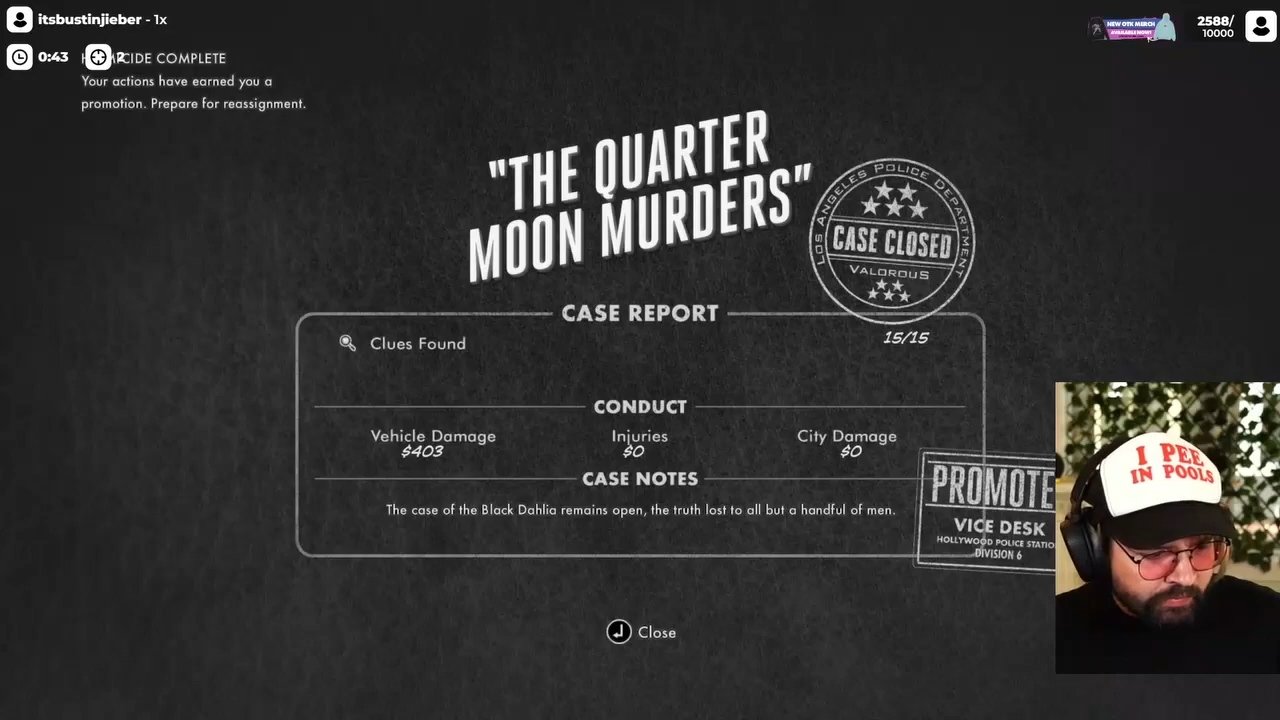 itsbustinjieber - 1x
NEW OTK MERCH
AVAILABLE NOW!
2588/
10000
0:43
2
CIDE COMPLETE
Your actions have earned you a
promotion. Prepare for reassignment.
"THE QUARTER
MOON MURDERS"
LOS ANGELES POLICE DEPARTMENT
CASE CLOSED
VALOROUS
CASE REPORT
Clues Found
15/15
CONDUCT
Vehicle Damage
Injuries
City Damage
$403
$0
$0
CASE NOTES
The case of the Black Dahlia remains open, the truth lost to all but a handful of men.
PROMOTE
VICE DESK
HOLLYWOOD POLICE STATIO
DIVISION 6
I PEE
IN POOLS
Close